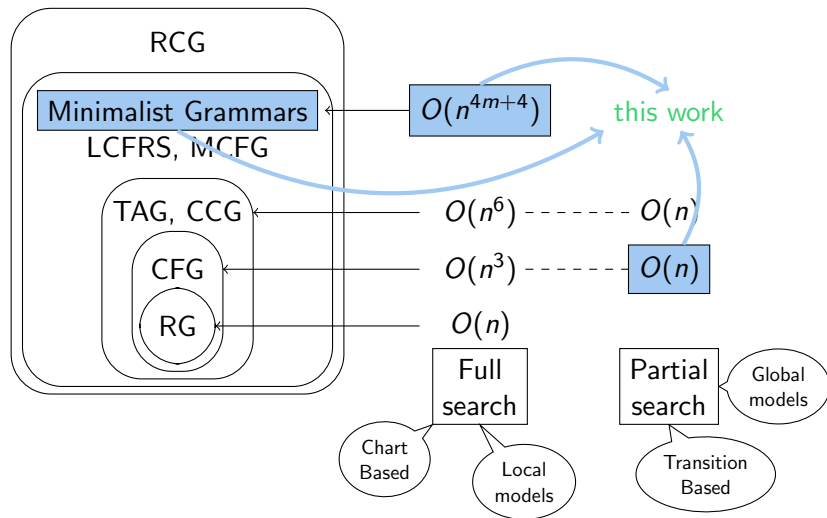 RCG
Minimalist Grammars
O(n^{4m+4})
this work
LCFRS, MCFG
TAG, CCG
O(n^6)
O(n)
CFG
O(n^3)
O(n)
RG
O(n)
Full
search
Partial
search
Global
models
Chart
Based
Local
models
Transition
Based